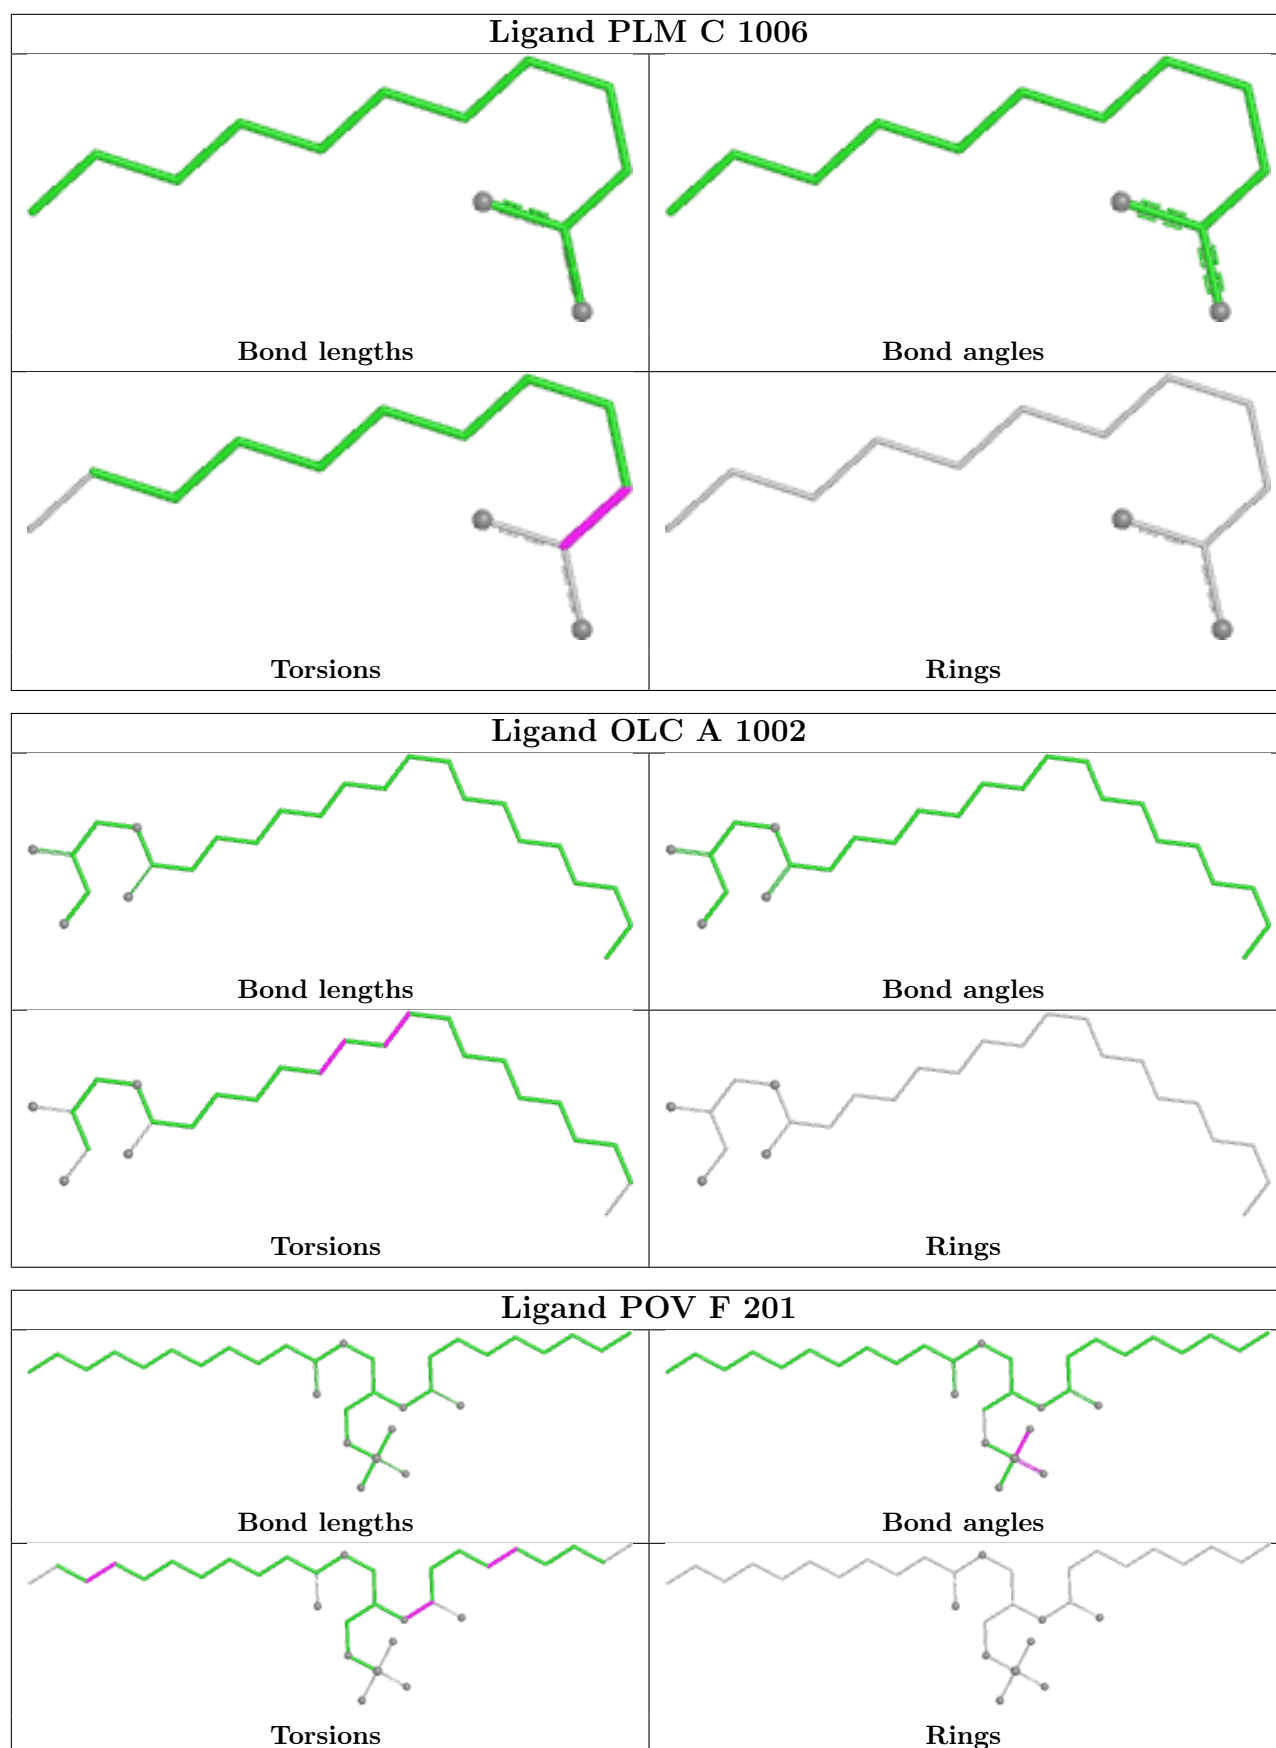 Ligand PLM C 1006
Bond lengths
Bond angles
Torsions
Rings
Ligand OLC A 1002
Bond lengths
Bond angles
Torsions
Rings
Ligand POV F 201
Bond lengths
Bond angles
Torsions
Rings